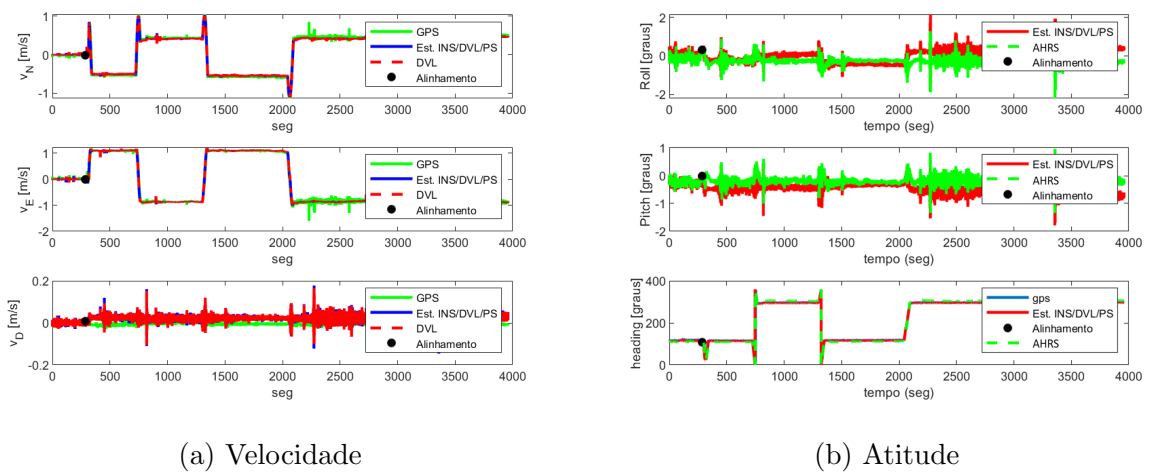 1
0
-1
v_N [m/s]
GPS
Est. INS/DVL/PS
DVL
Alinhamento
0 500 1000 1500 2000 2500 3000 3500 4000
seg
1
0
-1
v_E [m/s]
GPS
Est. INS/DVL/PS
DVL
Alinhamento
0 500 1000 1500 2000 2500 3000 3500 4000
seg
0.2
0
-0.2
v_D [m/s]
GPS
Est. INS/DVL/PS
DVL
Alinhamento
0 500 1000 1500 2000 2500 3000 3500 4000
seg
(a) Velocidade
2
0
-2
Roll [graus]
Est. INS/DVL/PS
AHRS
Alinhamento
0 500 1000 1500 2000 2500 3000 3500 4000
tempo (seg)
1
0
-1
-2
Pitch [graus]
Est. INS/DVL/PS
AHRS
Alinhamento
0 500 1000 1500 2000 2500 3000 3500 4000
tempo (seg)
400
200
0
heading [graus]
gps
Est. INS/DVL/PS
Alinhamento
AHRS
0 500 1000 1500 2000 2500 3000 3500 4000
tempo (seg)
(b) Atitude